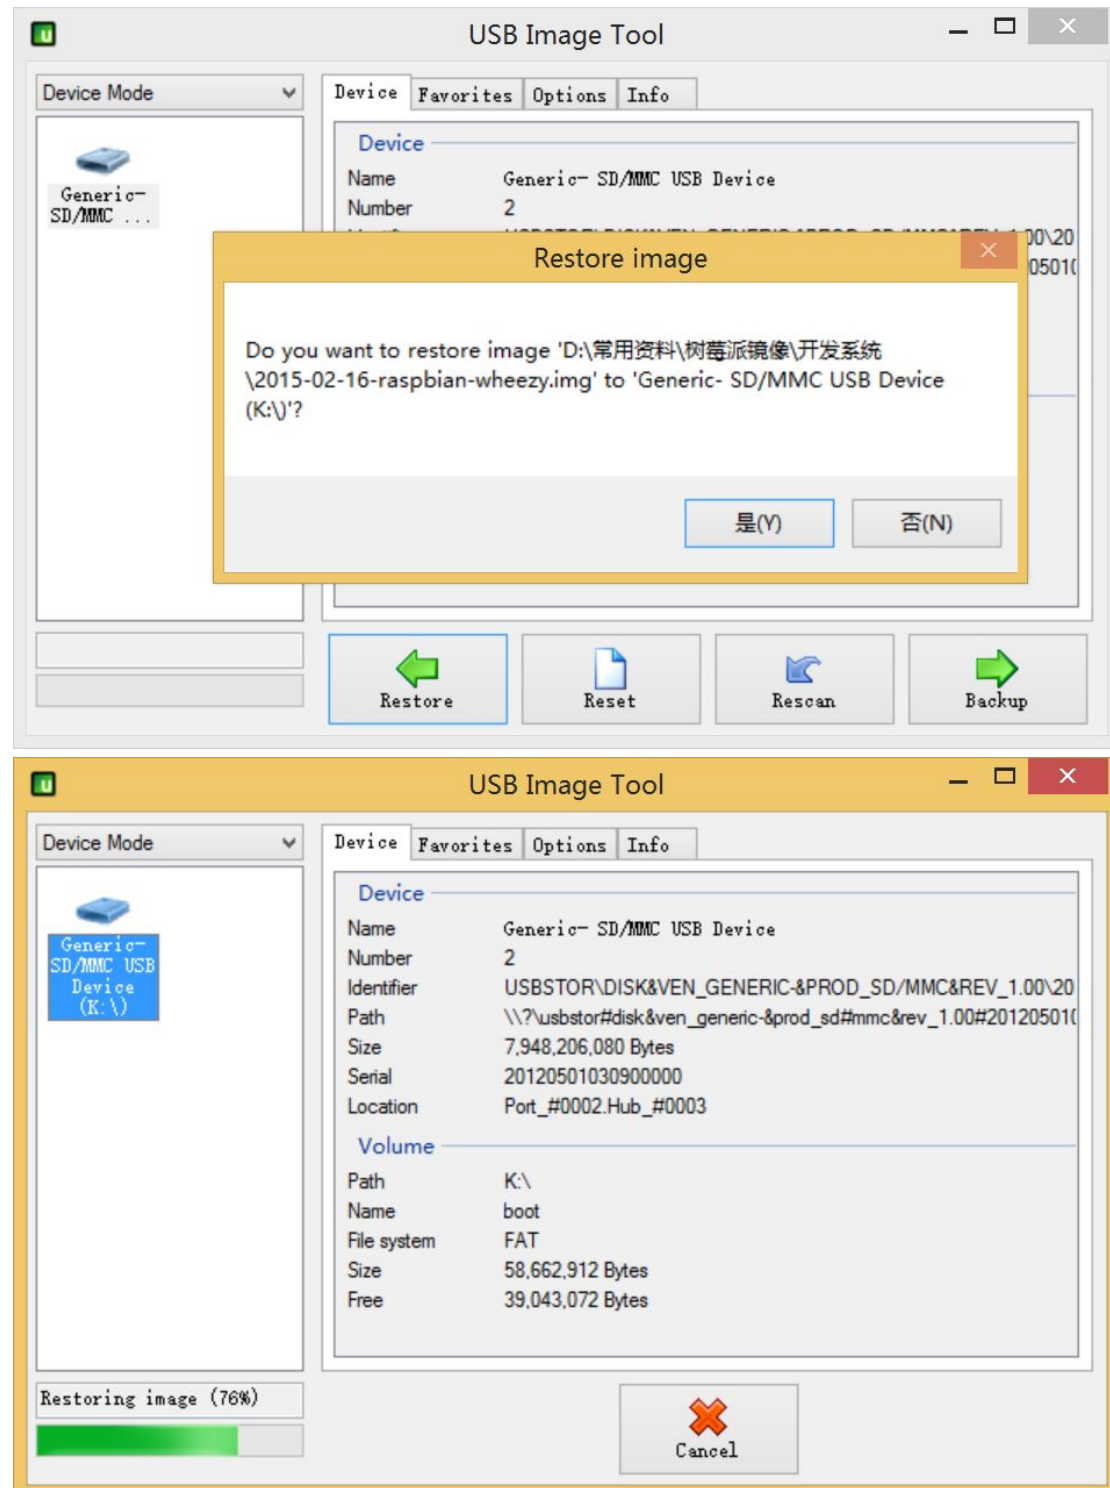 USB Image Tool
Device Mode
Device Favorites Options Info
Generic-
SD/MMC ...
Device
Name Generic- SD/MMC USB Device
Number 2
00\20
05010
Restore image
Do you want to restore image 'D:\常用资料\树莓派镜像\开发系统
\2015-02-16-raspbian-wheezy.img' to 'Generic- SD/MMC USB Device
(K:\)'?
是(Y) 否(N)
Restore Reset Rescan Backup
USB Image Tool
Device Mode
Device Favorites Options Info
Generic-
SD/MMC USB
Device
(K:\)
Device
Name Generic- SD/MMC USB Device
Number 2
Identifier USBSTOR\DISK&VEN_GENERIC-&PROD_SD/MMC&REV_1.00\20
Path \\?\usbstor#disk&ven_generic-&prod_sd#mmc&rev_1.00#20120501(
Size 7,948,206,080 Bytes
Serial 20120501030900000
Location Port_#0002.Hub_#0003
Volume
Path K:\
Name boot
File system FAT
Size 58,662,912 Bytes
Free 39,043,072 Bytes
Restoring image (76%)
Cancel